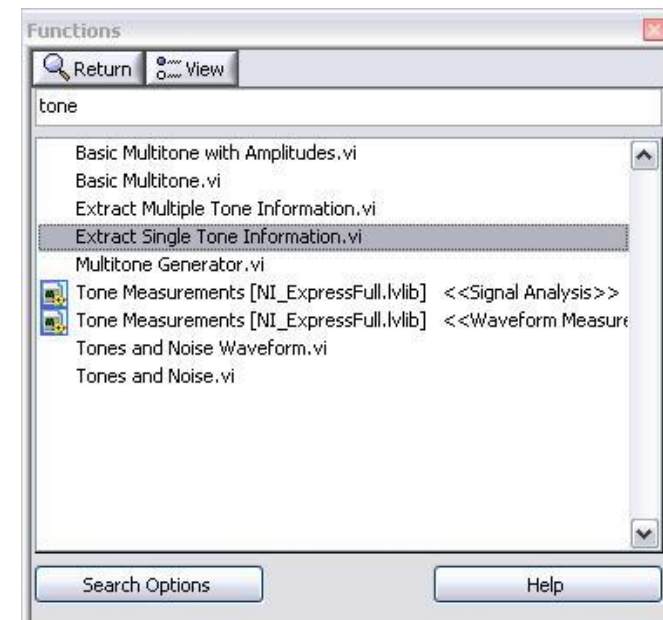 Functions
Return View
tone
Basic Multitone with Amplitudes.vi
Basic Multitone.vi
Extract Multiple Tone Information.vi
Extract Single Tone Information.vi
Multitone Generator.vi
Tone Measurements [NI_ExpressFull.lvlib] <<Signal Analysis>>
Tone Measurements [NI_ExpressFull.lvlib] <<Waveform Measure
Tones and Noise Waveform.vi
Tones and Noise.vi
Search Options Help